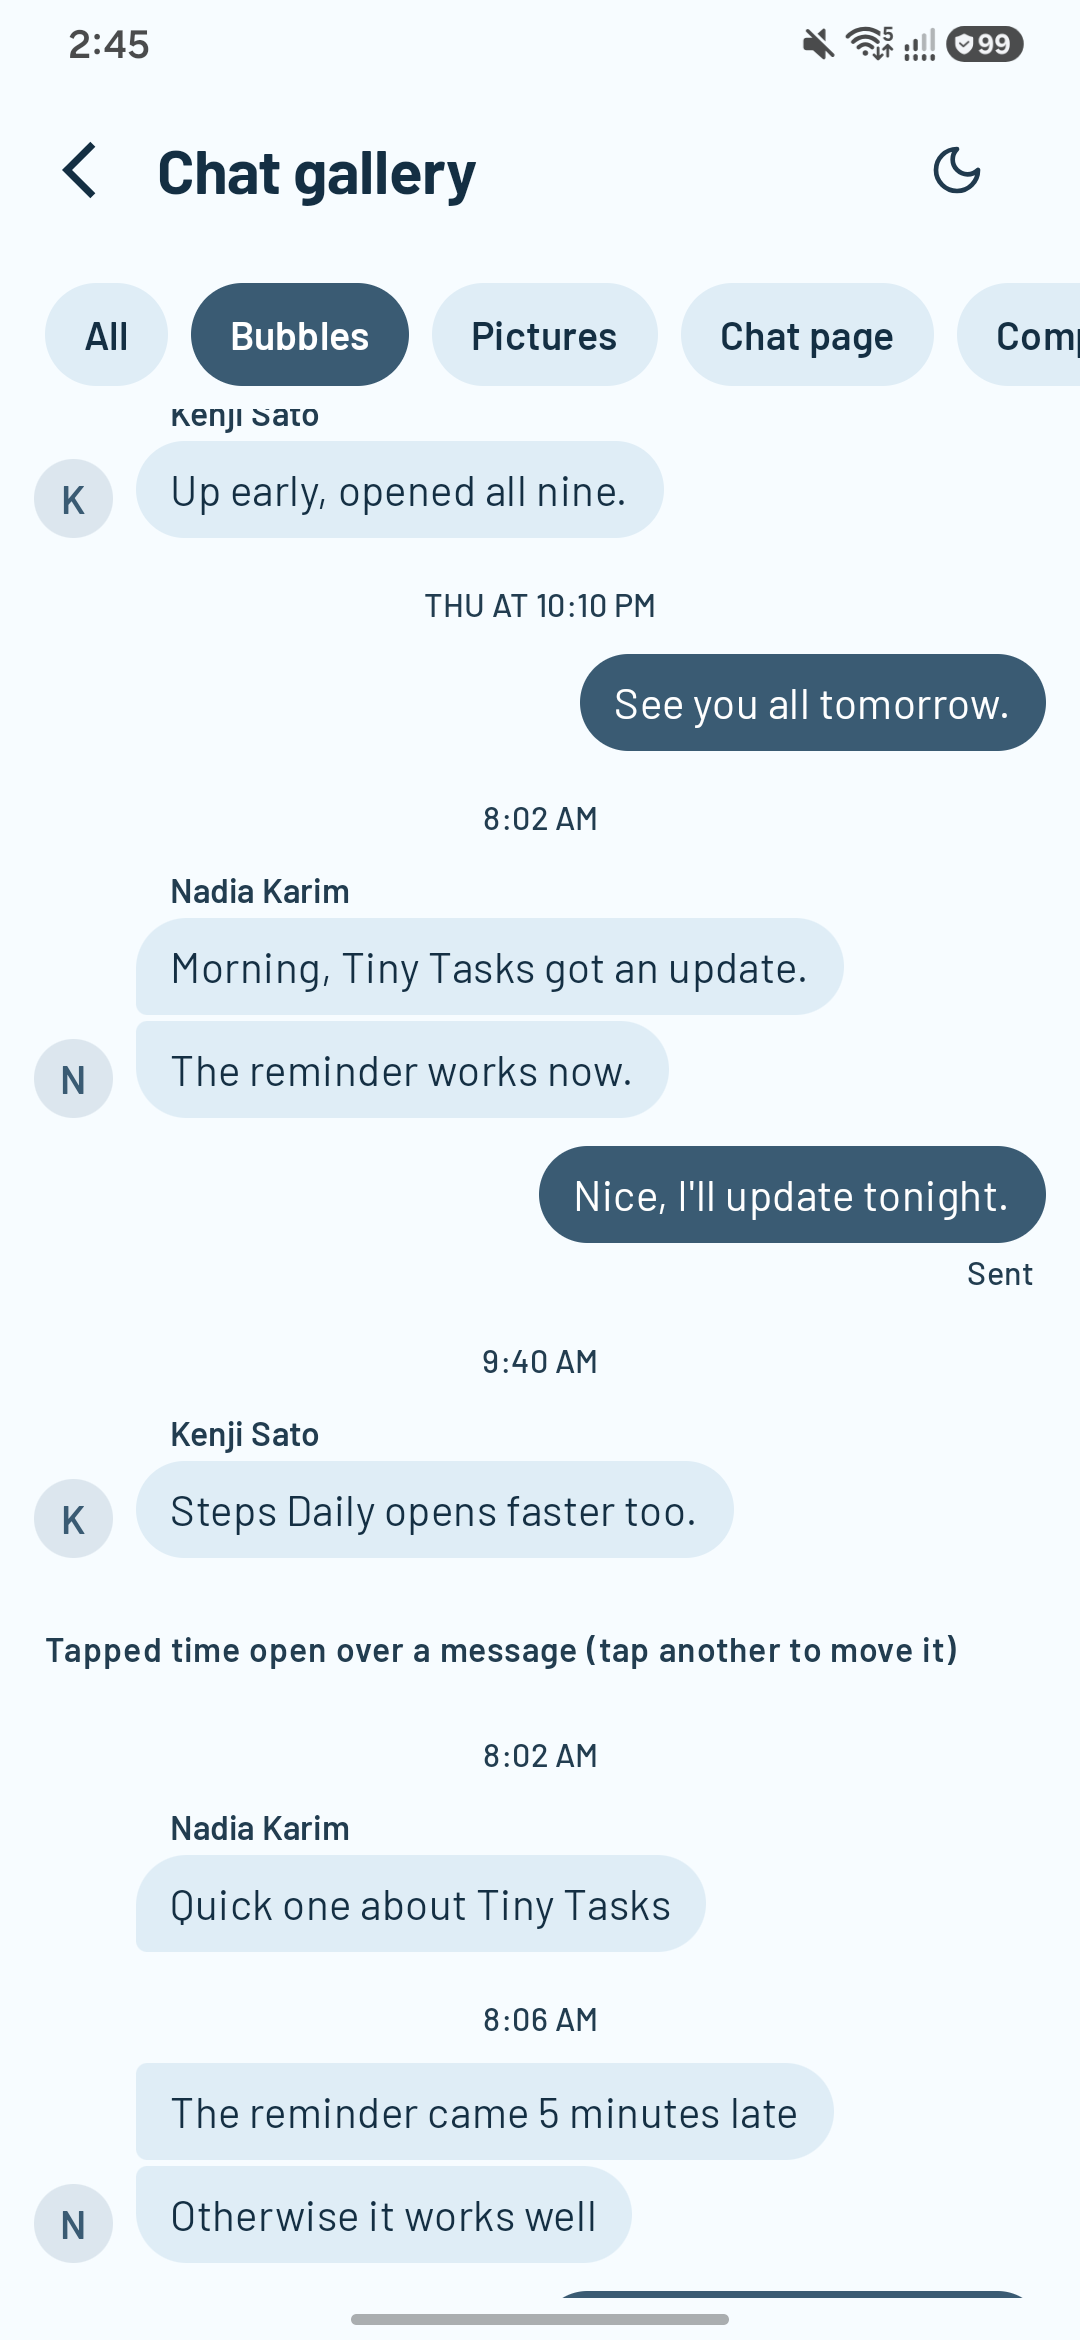 2:45
5
99
Chat gallery
All
Bubbles
Pictures
Chat page
Comp
Kenji Sato
K
Up early, opened all nine.
THU AT 10:10 PM
See you all tomorrow.
8:02 AM
Nadia Karim
Morning, Tiny Tasks got an update.
N
The reminder works now.
Nice, I'll update tonight.
Sent
9:40 AM
Kenji Sato
K
Steps Daily opens faster too.
Tapped time open over a message (tap another to move it)
8:02 AM
Nadia Karim
Quick one about Tiny Tasks
8:06 AM
The reminder came 5 minutes late
N
Otherwise it works well